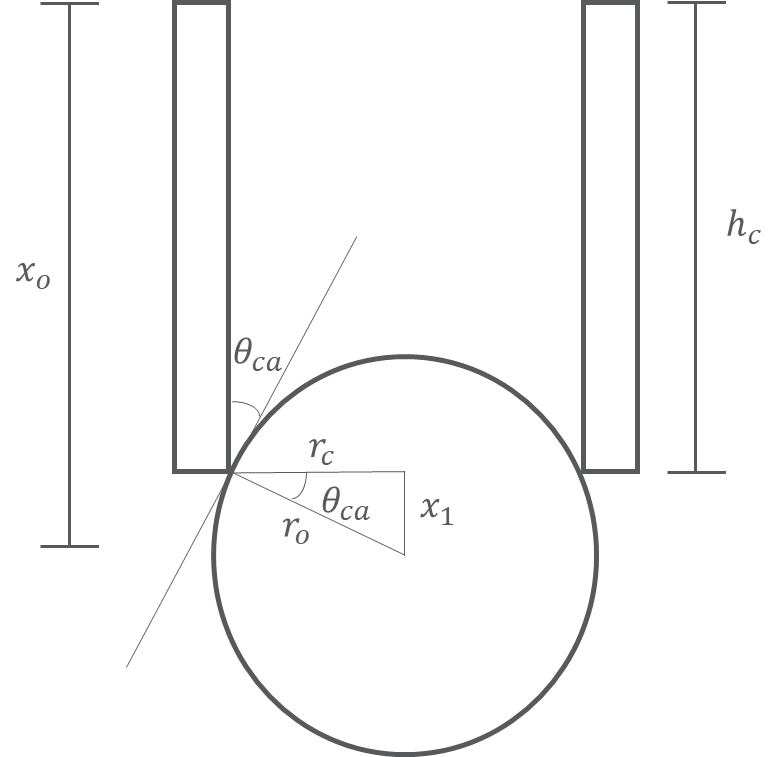 h_c
x_o
θ_ca
r_c
θ_ca
x_1
r_o